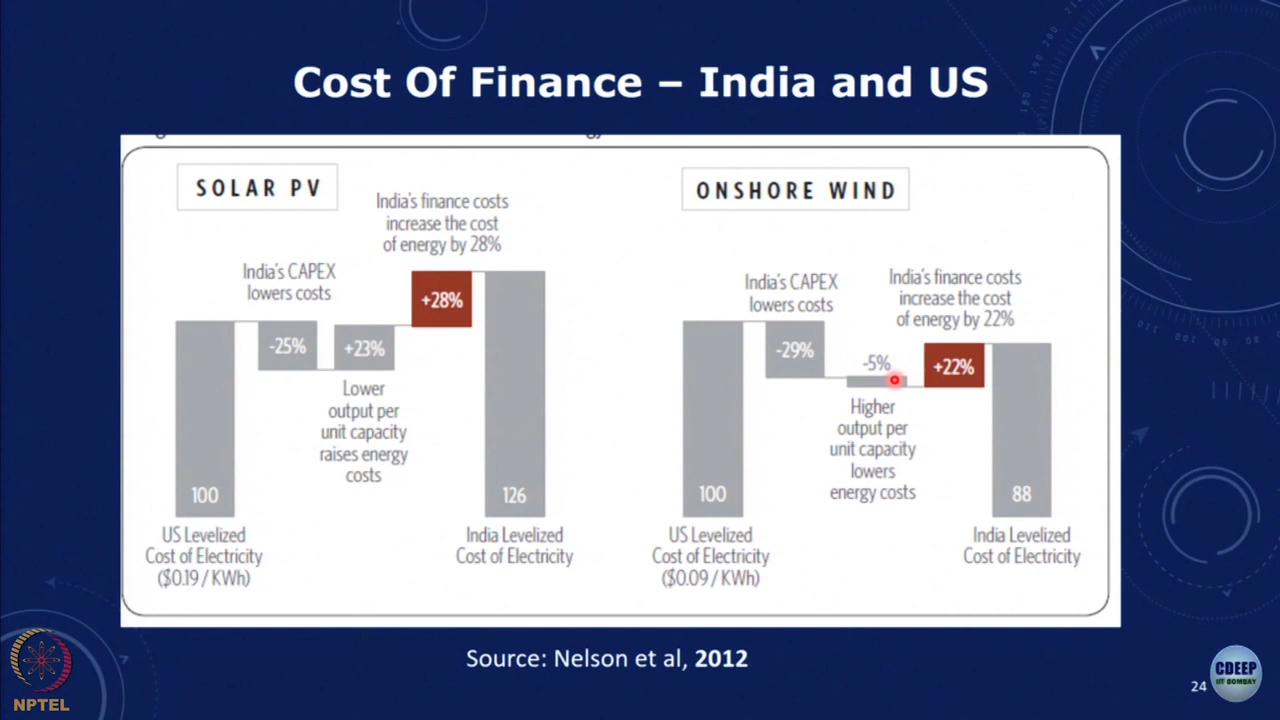 Cost Of Finance – India and US
SOLAR PV
India's finance costs
increase the cost
of energy by 28%
India's CAPEX
lowers costs
-25%
+23%
+28%
Lower
output per
unit capacity
raises energy
costs
100
126
US Levelized
Cost of Electricity
($0.19 / KWh)
India Levelized
Cost of Electricity
ONSHORE WIND
India's CAPEX
lowers costs
India's finance costs
increase the cost
of energy by 22%
-29%
-5%
+22%
Higher
output per
unit capacity
lowers
energy costs
100
88
US Levelized
Cost of Electricity
($0.09 / KWh)
India Levelized
Cost of Electricity
Source: Nelson et al, 2012
NPTEL
24
CDEEP
IIT BOMBAY